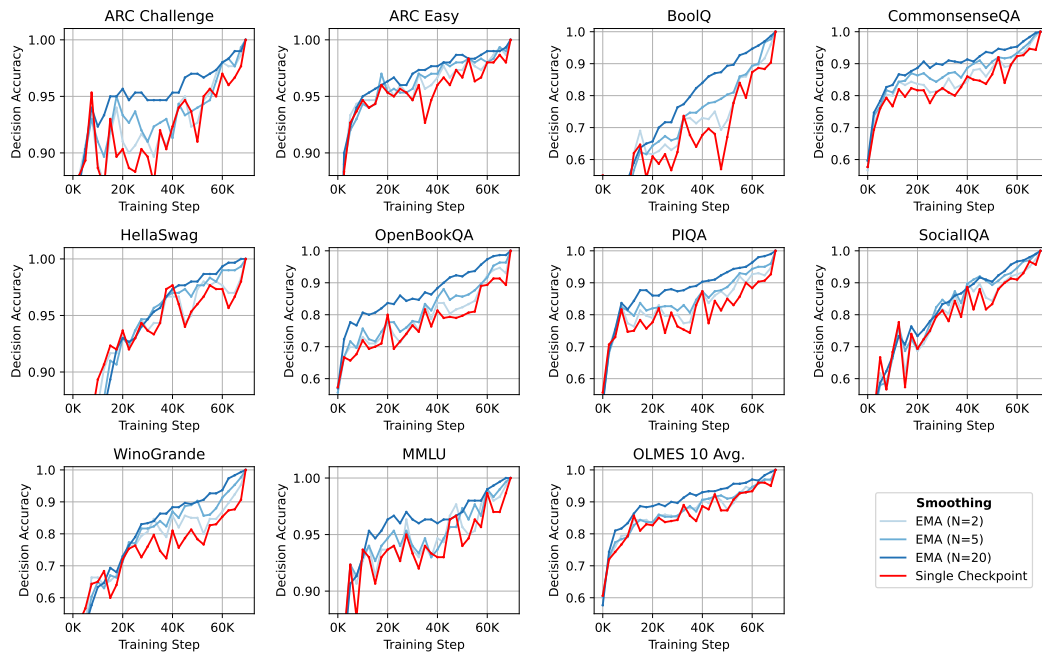 ARC Challenge
1.00
0.95
0.90
Decision Accuracy
0K 20K 40K 60K
Training Step
ARC Easy
1.00
0.95
0.90
Decision Accuracy
0K 20K 40K 60K
Training Step
BoolQ
1.0
0.9
0.8
0.7
0.6
Decision Accuracy
0K 20K 40K 60K
Training Step
CommonsenseQA
1.0
0.9
0.8
0.7
0.6
Decision Accuracy
0K 20K 40K 60K
Training Step
HellaSwag
1.00
0.95
0.90
Decision Accuracy
0K 20K 40K 60K
Training Step
OpenBookQA
1.0
0.9
0.8
0.7
0.6
Decision Accuracy
0K 20K 40K 60K
Training Step
PIQA
1.0
0.9
0.8
0.7
0.6
Decision Accuracy
0K 20K 40K 60K
Training Step
SocialIQA
1.0
0.9
0.8
0.7
0.6
Decision Accuracy
0K 20K 40K 60K
Training Step
WinoGrande
1.0
0.9
0.8
0.7
0.6
Decision Accuracy
0K 20K 40K 60K
Training Step
MMLU
1.00
0.95
0.90
Decision Accuracy
0K 20K 40K 60K
Training Step
OLMES 10 Avg.
1.0
0.9
0.8
0.7
0.6
Decision Accuracy
0K 20K 40K 60K
Training Step
Smoothing
EMA (N=2)
EMA (N=5)
EMA (N=20)
Single Checkpoint